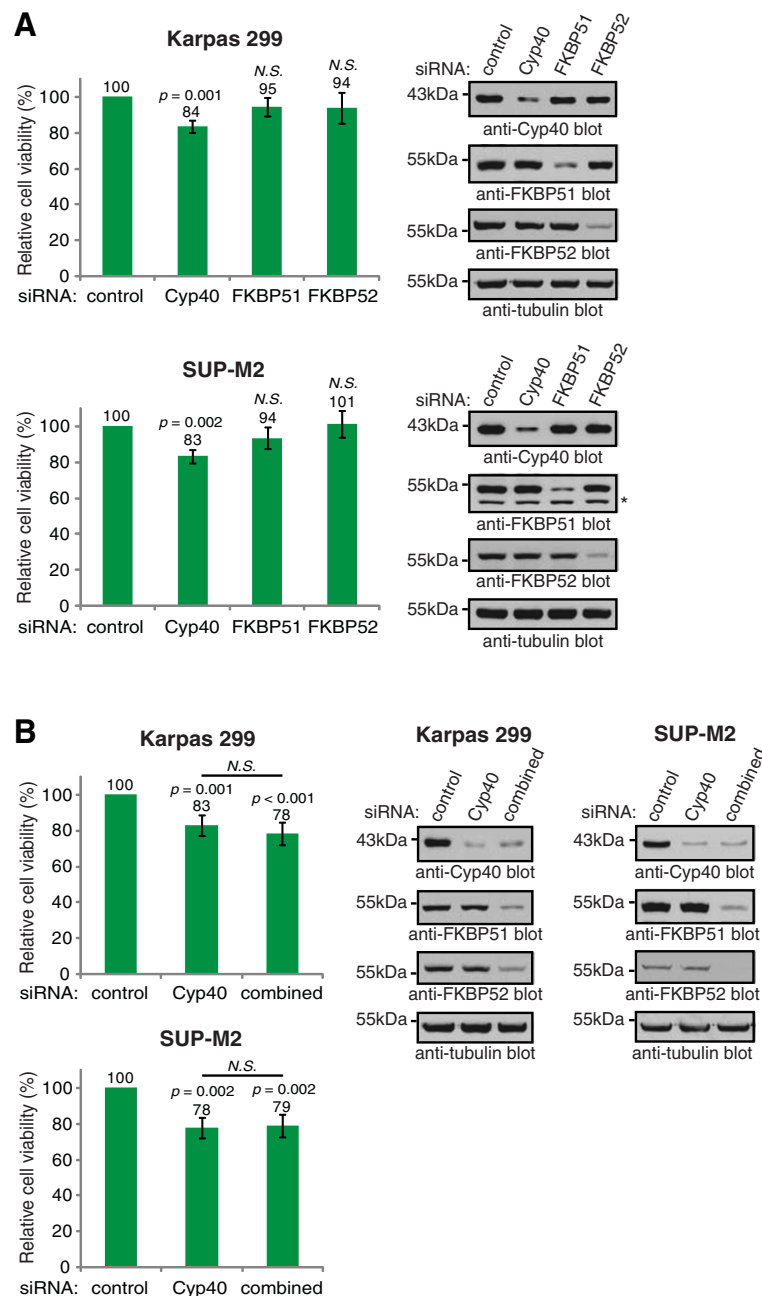 A
Karpas 299
Relative cell viability (%)
100
80
60
40
20
0
100
p = 0.001
84
N.S.
95
N.S.
94
siRNA: control Cyp40 FKBP51 FKBP52
siRNA: control Cyp40 FKBP51 FKBP52
43kDa
anti-Cyp40 blot
55kDa
anti-FKBP51 blot
55kDa
anti-FKBP52 blot
55kDa
anti-tubulin blot
SUP-M2
Relative cell viability (%)
100
80
60
40
20
0
100
p = 0.002
83
N.S.
94
N.S.
101
siRNA: control Cyp40 FKBP51 FKBP52
siRNA: control Cyp40 FKBP51 FKBP52
43kDa
anti-Cyp40 blot
55kDa
*
anti-FKBP51 blot
55kDa
anti-FKBP52 blot
55kDa
anti-tubulin blot
B
Karpas 299
Relative cell viability (%)
100
80
60
40
20
0
N.S.
100
p = 0.001
83
p < 0.001
78
siRNA: control Cyp40 combined
SUP-M2
Relative cell viability (%)
100
80
60
40
20
0
N.S.
100
p = 0.002
78
p = 0.002
79
siRNA: control Cyp40 combined
Karpas 299
siRNA: control Cyp40 combined
43kDa
anti-Cyp40 blot
55kDa
anti-FKBP51 blot
55kDa
anti-FKBP52 blot
55kDa
anti-tubulin blot
SUP-M2
siRNA: control Cyp40 combined
43kDa
anti-Cyp40 blot
55kDa
anti-FKBP51 blot
55kDa
anti-FKBP52 blot
55kDa
anti-tubulin blot